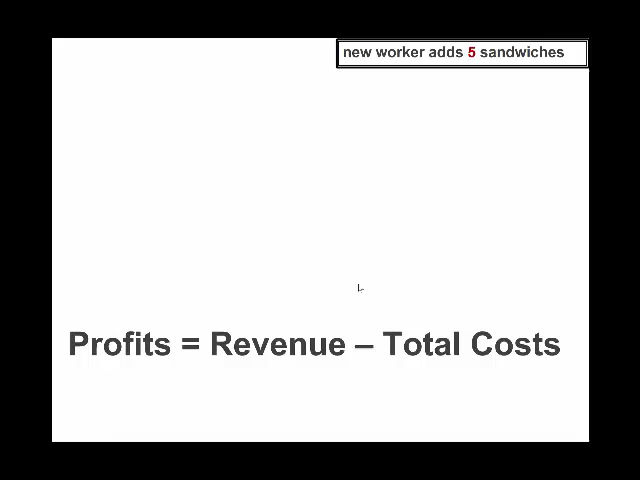 new worker adds 5 sandwiches
Profits = Revenue – Total Costs